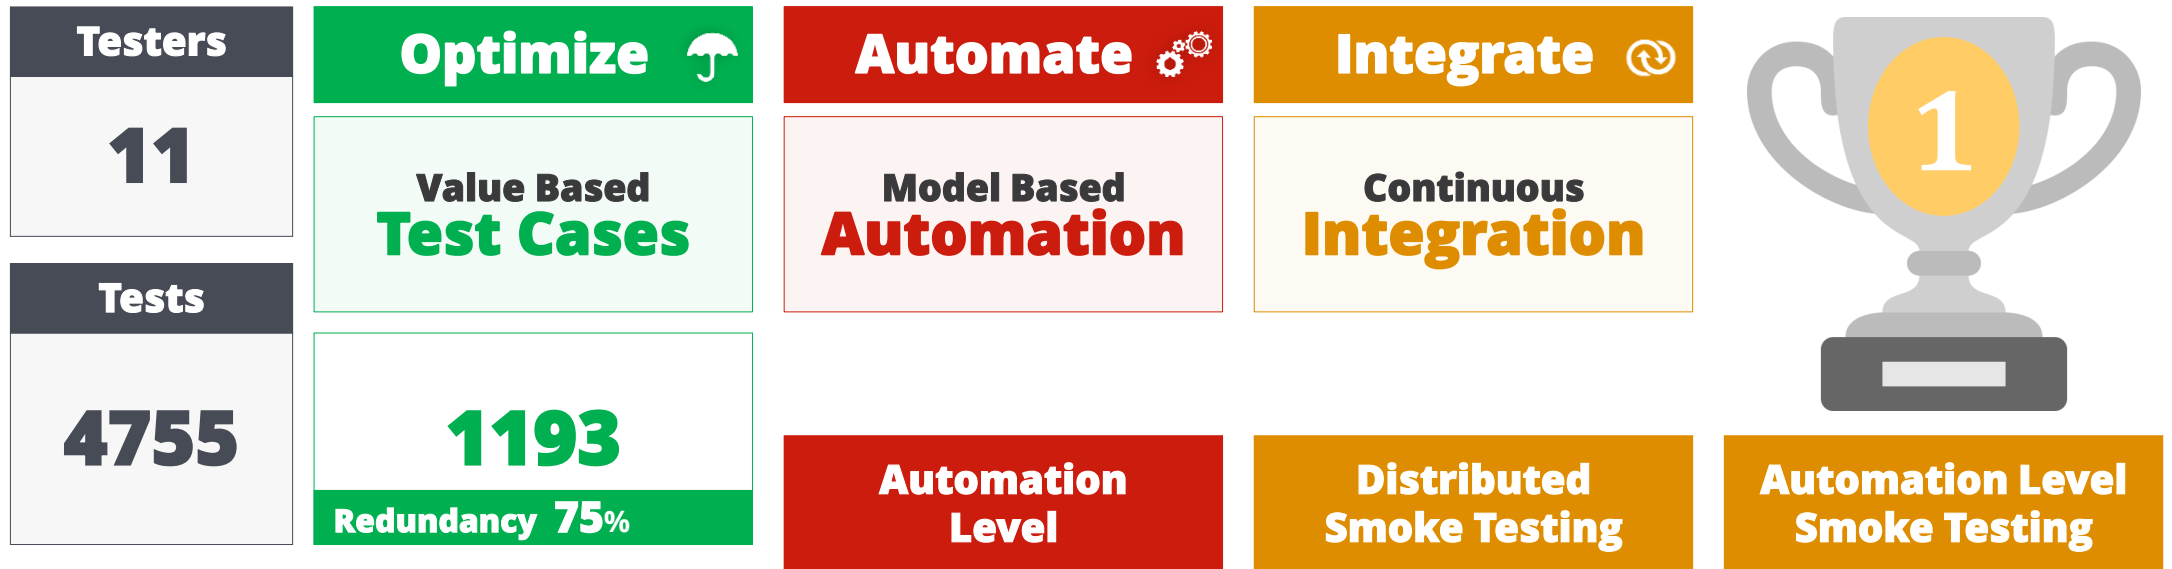 Testers
11
Tests
4755
Optimize
Value Based
Test Cases
1193
Redundancy 75%
Automate
Model Based
Automation
Automation
Level
Integrate
Continuous
Integration
Distributed
Smoke Testing
1
Automation Level
Smoke Testing